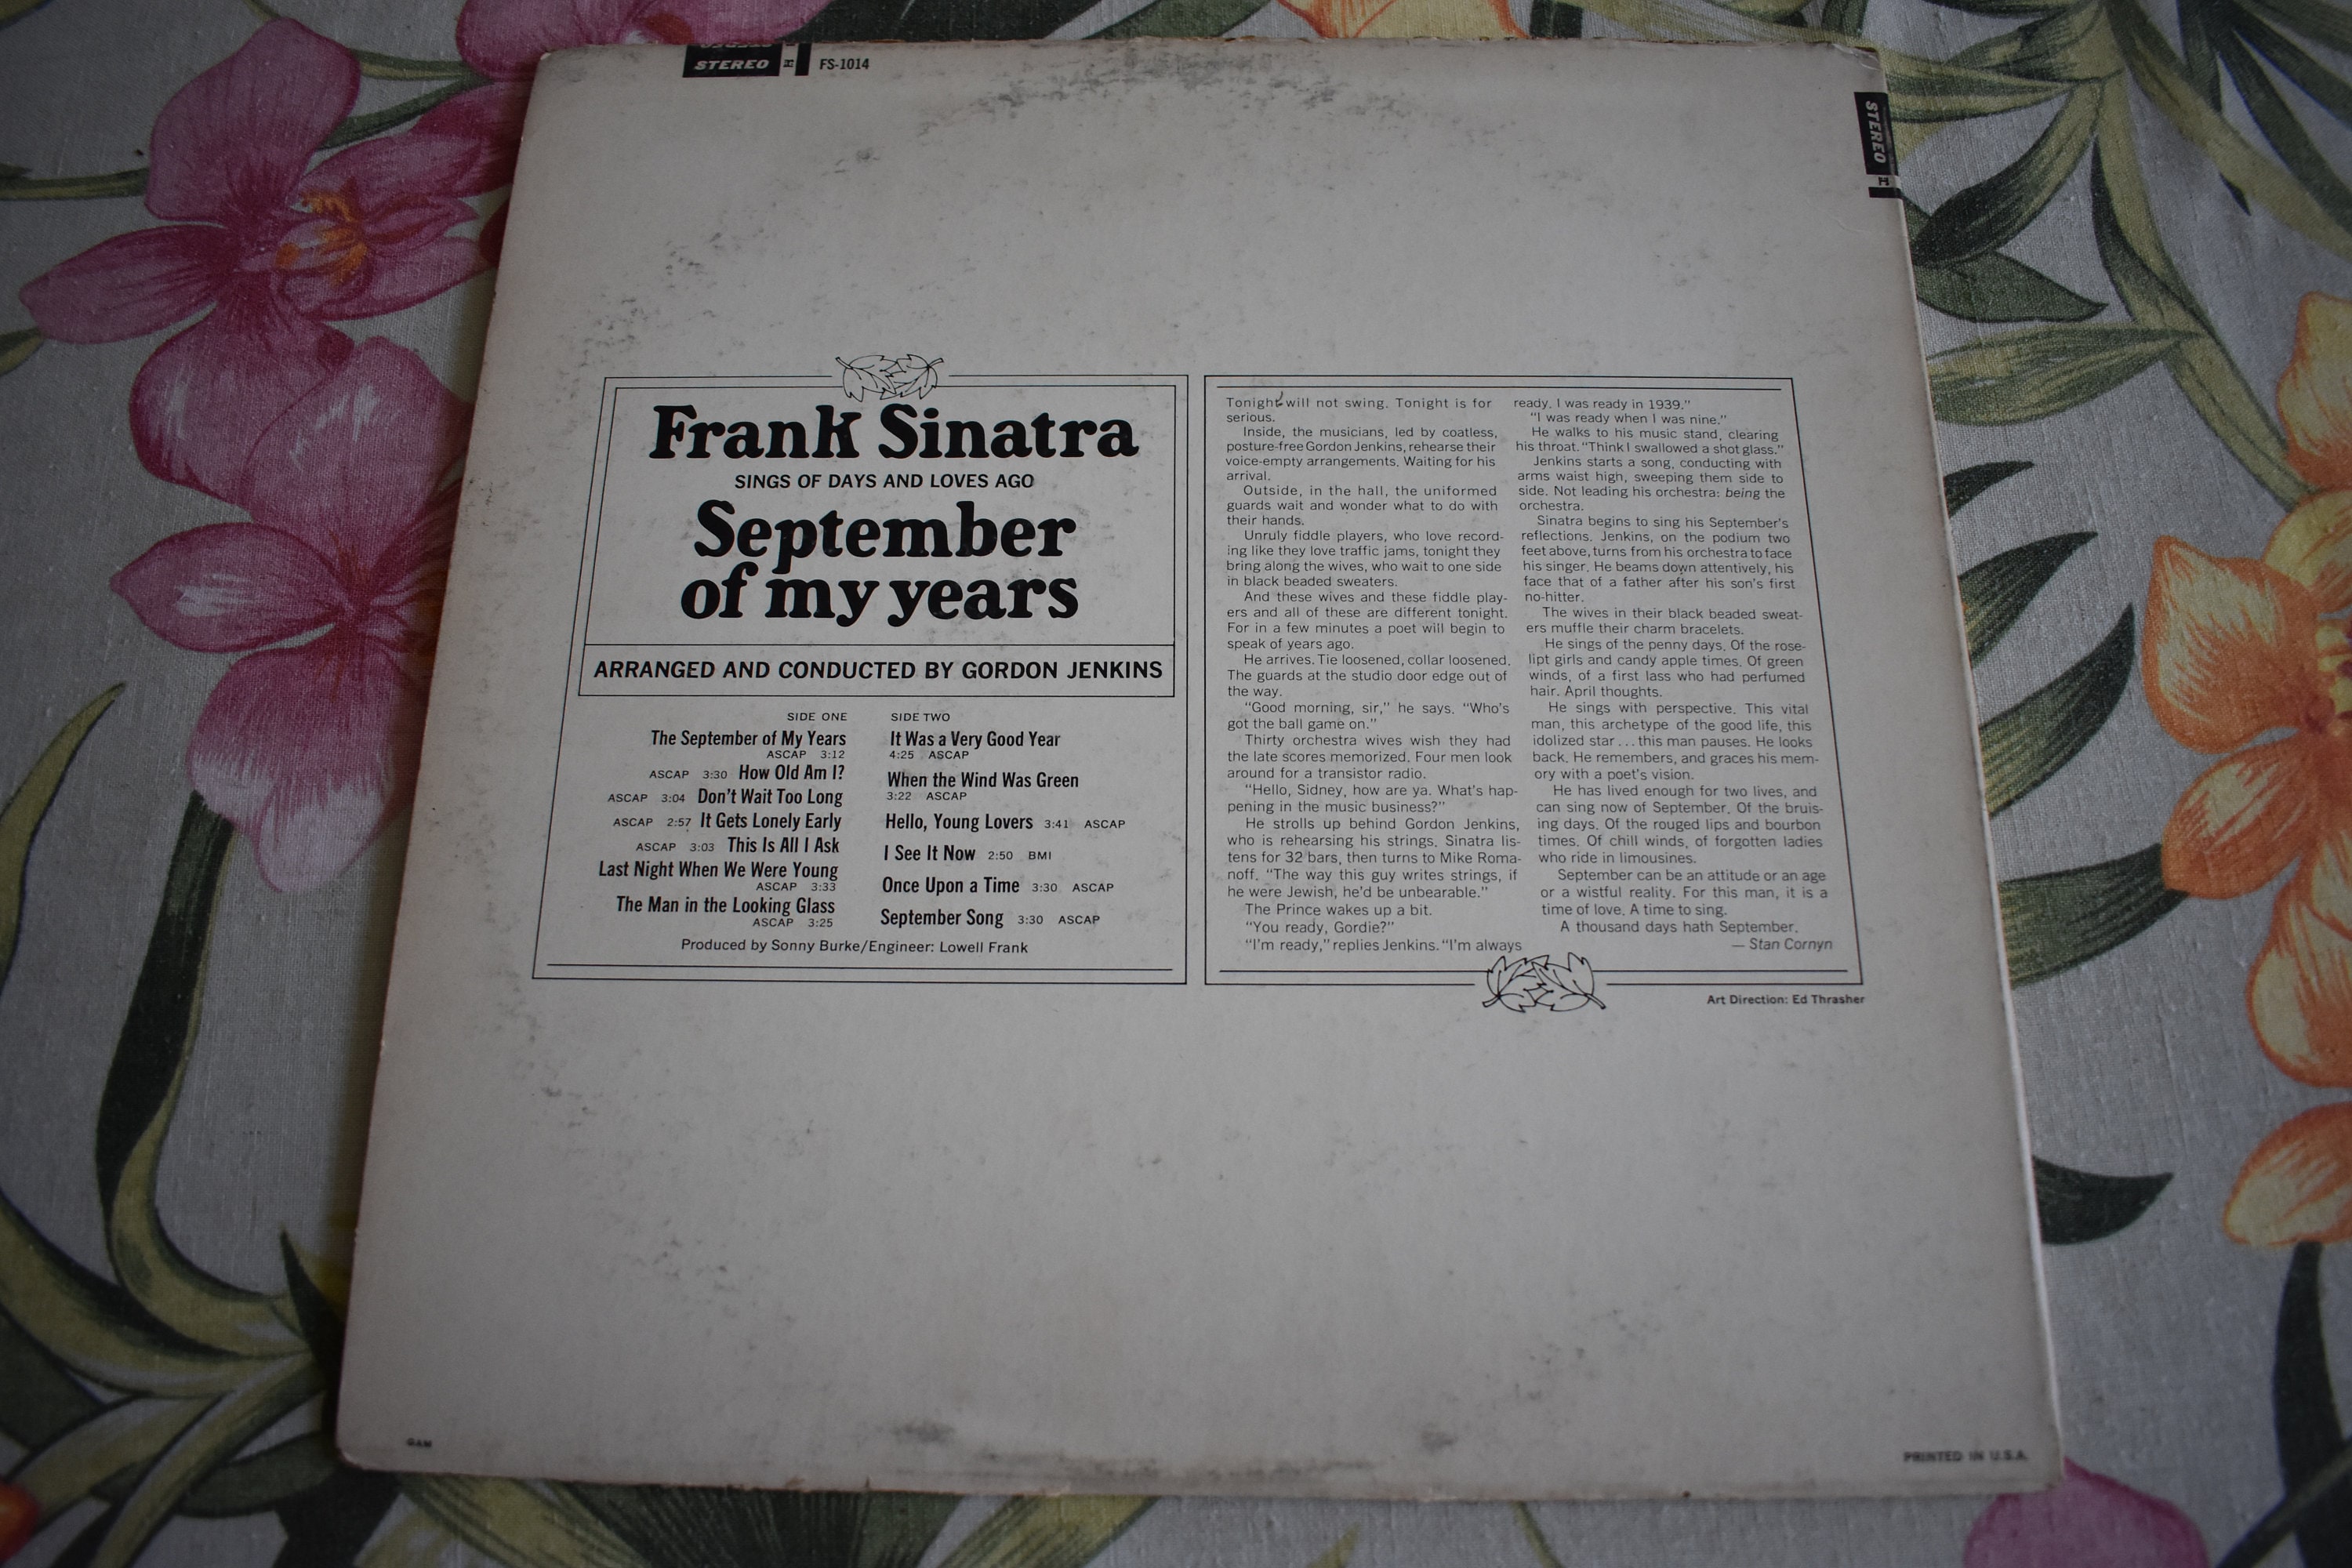 STEREO
FS-1014
STEREO
Frank Sinatra
SINGS OF DAYS AND LOVES AGO
September
of my years
ARRANGED AND CONDUCTED BY GORDON JENKINS
SIDE ONE
The September of My Years
ASCAP 3:12
ASCAP 3:30 How Old Am I?
ASCAP 3:04 Don't Wait Too Long
ASCAP 2:57 It Gets Lonely Early
ASCAP 3:03 This Is All I Ask
Last Night When We Were Young
ASCAP 3:33
The Man in the Looking Glass
ASCAP 3:25
SIDE TWO
It Was a Very Good Year
4:25 ASCAP
When the Wind Was Green
3:22 ASCAP
Hello, Young Lovers 3:41 ASCAP
I See It Now 2:50 BMI
Once Upon a Time 3:30 ASCAP
September Song 3:30 ASCAP
Produced by Sonny Burke/Engineer: Lowell Frank
Tonight will not swing. Tonight is for
serious.
Inside, the musicians, led by coatless,
posture-free Gordon Jenkins, rehearse their
voice-empty arrangements. Waiting for his
arrival.
Outside, in the hall, the uniformed
guards wait and wonder what to do with
their hands.
Unruly fiddle players, who love record-
ing like they love traffic jams, tonight they
bring along the wives, who wait to one side
in black beaded sweaters.
And these wives and these fiddle play-
ers and all of these are different tonight.
For in a few minutes a poet will begin to
speak of years ago.
He arrives. Tie loosened, collar loosened.
The guards at the studio door edge out of
the way.
"Good morning, sir," he says. "Who's
got the ball game on."
Thirty orchestra wives wish they had
the late scores memorized. Four men look
around for a transistor radio.
"Hello, Sidney, how are ya. What's hap-
pening in the music business?"
He strolls up behind Gordon Jenkins,
who is rehearsing his strings. Sinatra lis-
tens for 32 bars, then turns to Mike Roma-
noff. "The way this guy writes strings, if
he were Jewish, he'd be unbearable."
The Prince wakes up a bit.
"You ready, Gordie?"
"I'm ready," replies Jenkins. "I'm always
ready. I was ready in 1939."
"I was ready when I was nine."
He walks to his music stand, clearing
his throat. "Think I swallowed a shot glass."
Jenkins starts a song, conducting with
arms waist high, sweeping them side to
side. Not leading his orchestra: being the
orchestra.
Sinatra begins to sing his September's
reflections. Jenkins, on the podium two
feet above, turns from his orchestra to face
his singer. He beams down attentively, his
face that of a father after his son's first
no-hitter.
The wives in their black beaded sweat-
ers muffle their charm bracelets.
He sings of the penny days. Of the rose-
lipt girls and candy apple times. Of green
winds, of a first lass who had perfumed
hair. April thoughts.
He sings with perspective. This vital
man, this archetype of the good life, this
idolized star . . . this man pauses. He looks
back. He remembers, and graces his mem-
ory with a poet's vision.
He has lived enough for two lives, and
can sing now of September. Of the bruis-
ing days. Of the rouged lips and bourbon
times. Of chill winds, of forgotten ladies
who ride in limousines.
September can be an attitude or an age
or a wistful reality. For this man, it is a
time of love. A time to sing.
A thousand days hath September.
— Stan Cornyn
Art Direction: Ed Thrasher
PRINTED IN U.S.A.